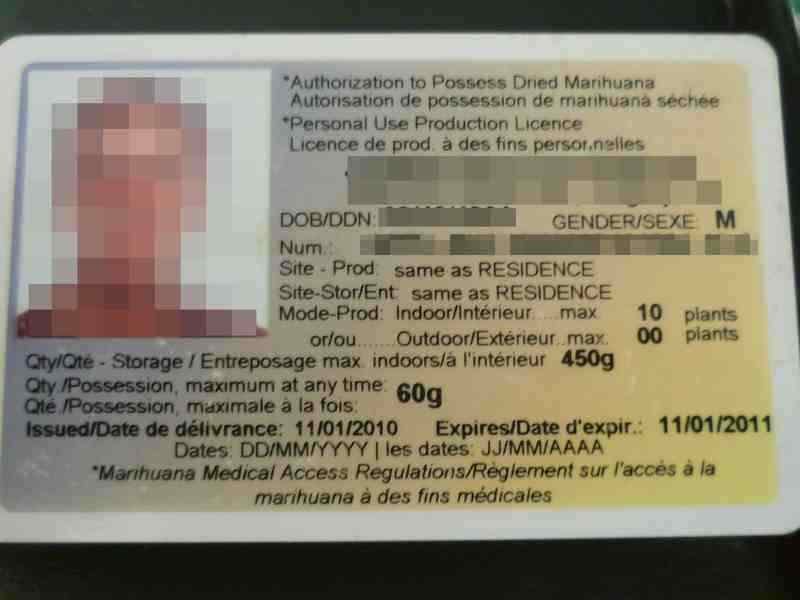 *Authorization to Possess Dried Marihuana
Autorisation de possession de marihuana séchée
*Personal Use Production Licence
Licence de prod. à des fins personnelles
DOB/DDN: GENDER/SEXE: M
Num.:
Site - Prod: same as RESIDENCE
Site-Stor/Ent: same as RESIDENCE
Mode-Prod: Indoor/Intérieur....max. 10 plants
or/ou.......Outdoor/Extérieur..max. 00 plants
Qty/Qté - Storage / Entreposage max. indoors/à l'intérieur 450g
Qty /Possession, maximum at any time: 60g
Qté /Possession, maximale à la fois:
Issued/Date de délivrance: 11/01/2010 Expires/Date d'expir.: 11/01/2011
Dates: DD/MM/YYYY | les dates: JJ/MM/AAAA
*Marihuana Medical Access Regulations/Règlement sur l'accès à la
marihuana à des fins médicales